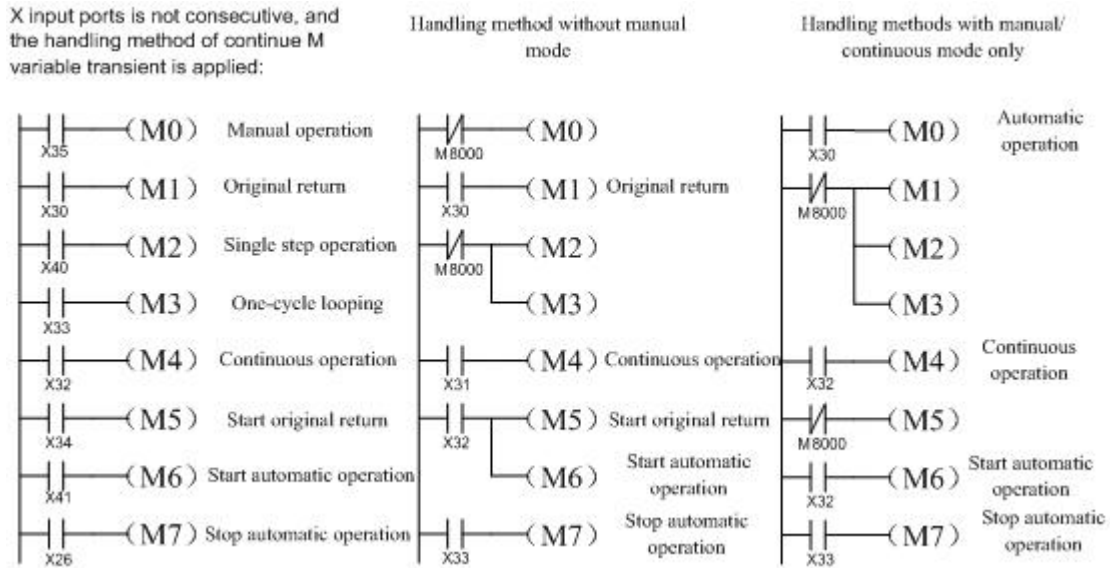 X input ports is not consecutive, and
the handling method of continue M
variable transient is applied:
X35 (M0) Manual operation
X30 (M1) Original return
X40 (M2) Single step operation
X33 (M3) One-cycle looping
X32 (M4) Continuous operation
X34 (M5) Start original return
X41 (M6) Start automatic operation
X26 (M7) Stop automatic operation
Handling method without manual
mode
M8000 (M0)
X30 (M1) Original return
M8000 (M2)
(M3)
X31 (M4) Continuous operation
X32 (M5) Start original return
(M6) Start automatic
operation
X33 (M7) Stop automatic
operation
Handling methods with manual/
continuous mode only
X30 (M0) Automatic
operation
M8000 (M1)
(M2)
(M3)
X32 (M4) Continuous
operation
M8000 (M5)
X32 (M6) Start automatic
operation
X33 (M7) Stop automatic
operation